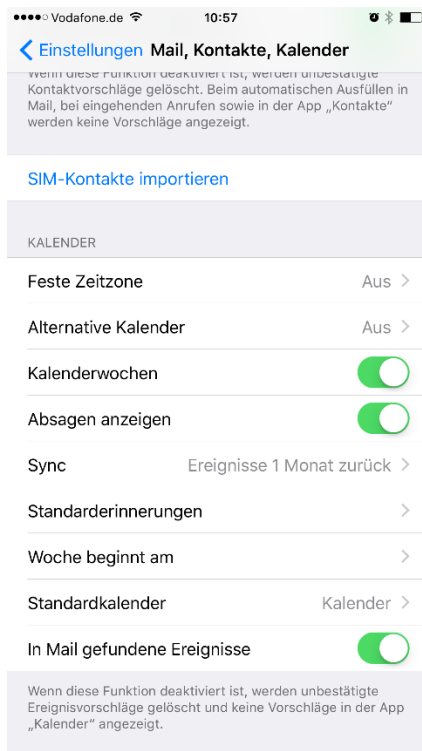 Vodafone.de 10:57
Einstellungen Mail, Kontakte, Kalender
Wenn diese Funktion deaktiviert ist, werden unbestätigte
Kontaktvorschläge gelöscht. Beim automatischen Ausfüllen in
Mail, bei eingehenden Anrufen sowie in der App „Kontakte“
werden keine Vorschläge angezeigt.
SIM-Kontakte importieren
KALENDER
Feste Zeitzone Aus
Alternative Kalender Aus
Kalenderwochen
Absagen anzeigen
Sync Ereignisse 1 Monat zurück
Standarderinnerungen
Woche beginnt am
Standardkalender Kalender
In Mail gefundene Ereignisse
Wenn diese Funktion deaktiviert ist, werden unbestätigte
Ereignisvorschläge gelöscht und keine Vorschläge in der App
„Kalender“ angezeigt.